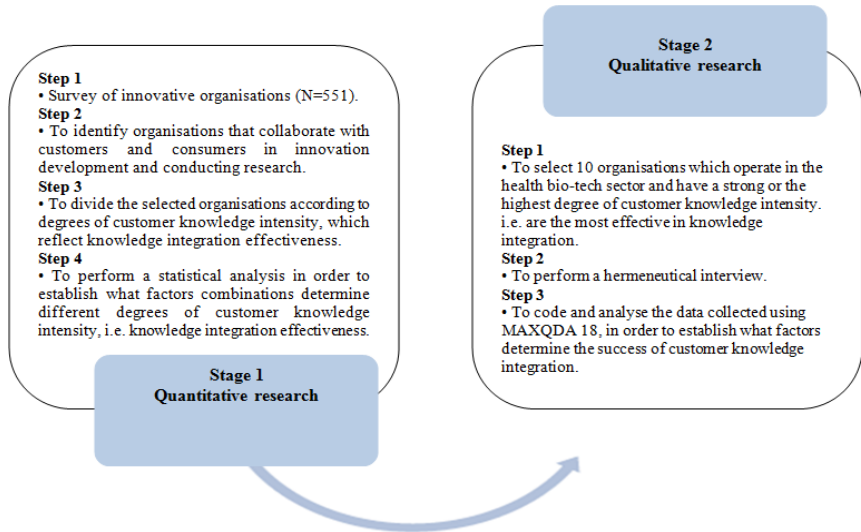 Step 1
• Survey of innovative organisations (N=551).
Step 2
• To identify organisations that collaborate with
customers and consumers in innovation
development and conducting research.
Step 3
• To divide the selected organisations according to
degrees of customer knowledge intensity, which
reflect knowledge integration effectiveness.
Step 4
• To perform a statistical analysis in order to
establish what factors combinations determine
different degrees of customer knowledge
intensity, i.e. knowledge integration effectiveness.
Stage 1
Quantitative research
Stage 2
Qualitative research
Step 1
• To select 10 organisations which operate in the
health bio-tech sector and have a strong or the
highest degree of customer knowledge intensity.
i.e. are the most effective in knowledge
integration.
Step 2
• To perform a hermeneutical interview.
Step 3
• To code and analyse the data collected using
MAXQDA 18, in order to establish what factors
determine the success of customer knowledge
integration.